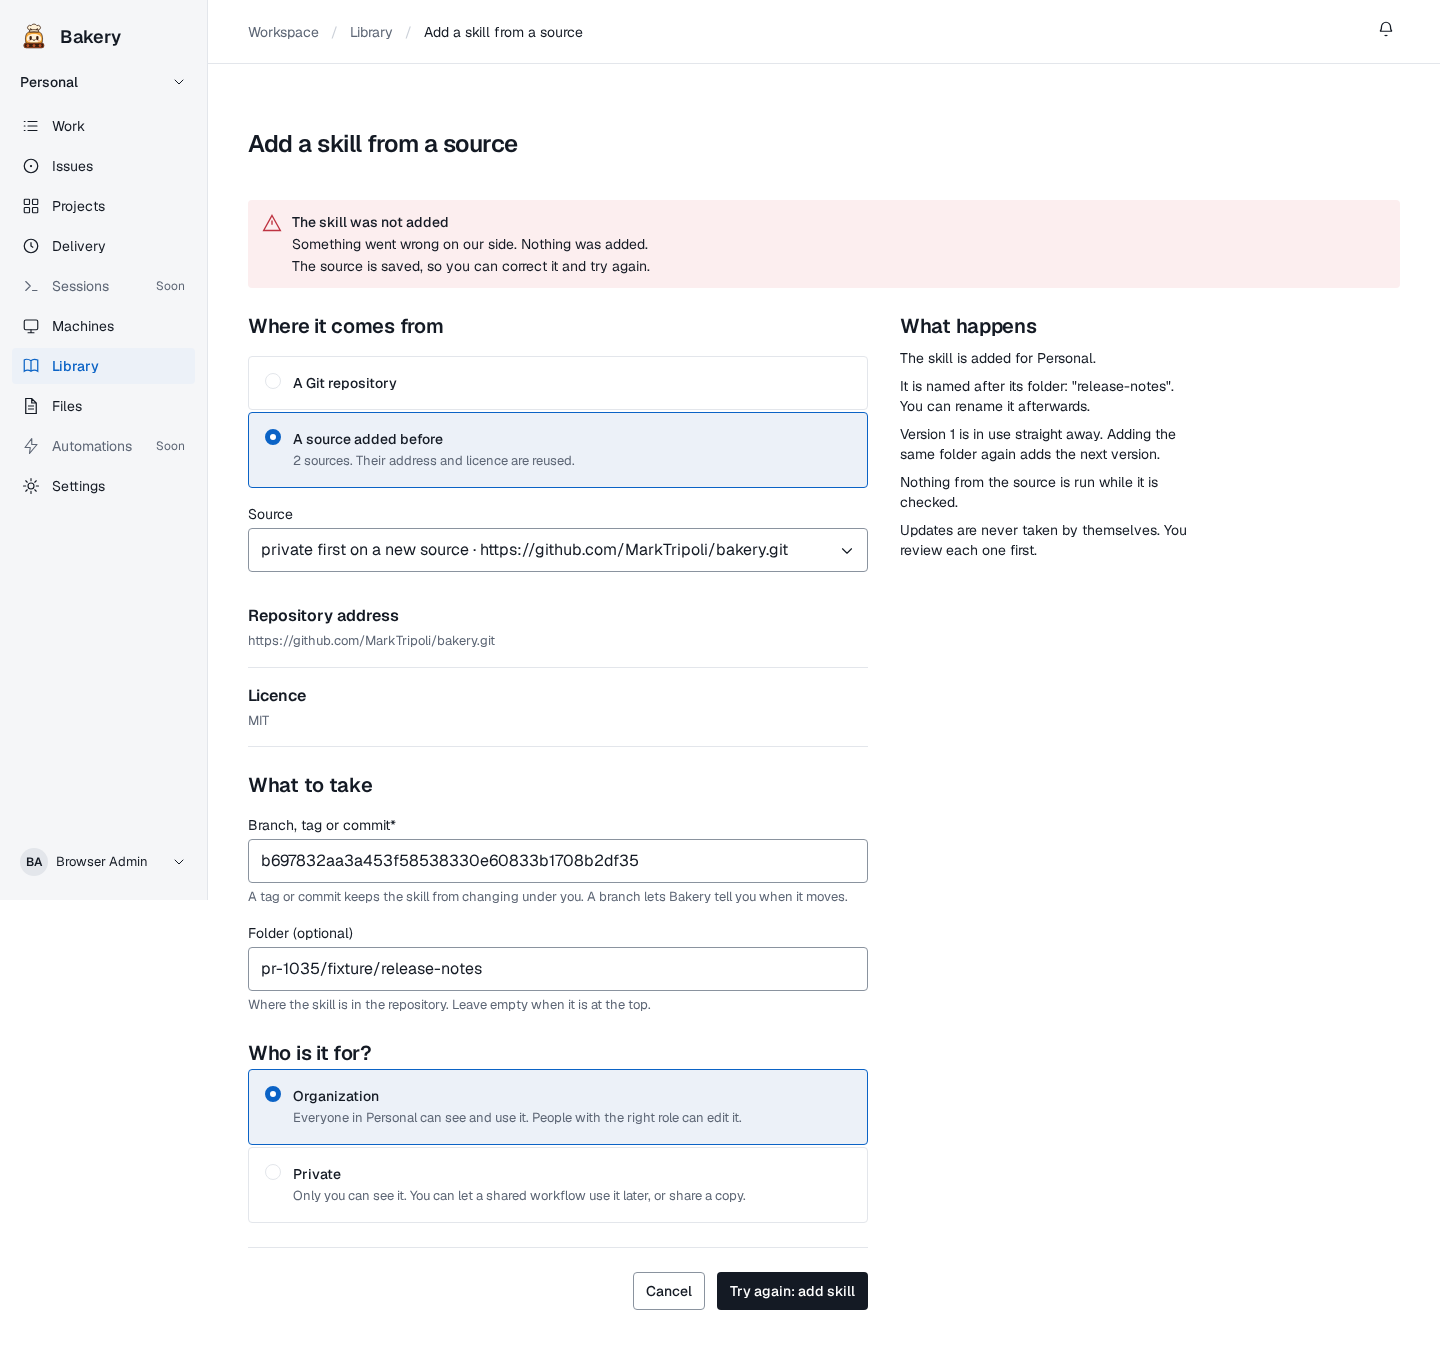 Bakery
Personal
Work
Issues
Projects
Delivery
Sessions Soon
Machines
Library
Files
Automations Soon
Settings
BA Browser Admin
Workspace / Library / Add a skill from a source
Add a skill from a source
The skill was not added
Something went wrong on our side. Nothing was added.
The source is saved, so you can correct it and try again.
Where it comes from
A Git repository
A source added before
2 sources. Their address and licence are reused.
Source
private first on a new source · https://github.com/MarkTripoli/bakery.git
Repository address
https://github.com/MarkTripoli/bakery.git
Licence
MIT
What to take
Branch, tag or commit*
b697832aa3a453f58538330e60833b1708b2df35
A tag or commit keeps the skill from changing under you. A branch lets Bakery tell you when it moves.
Folder (optional)
pr-1035/fixture/release-notes
Where the skill is in the repository. Leave empty when it is at the top.
Who is it for?
Organization
Everyone in Personal can see and use it. People with the right role can edit it.
Private
Only you can see it. You can let a shared workflow use it later, or share a copy.
Cancel
Try again: add skill
What happens
The skill is added for Personal.
It is named after its folder: "release-notes".
You can rename it afterwards.
Version 1 is in use straight away. Adding the
same folder again adds the next version.
Nothing from the source is run while it is
checked.
Updates are never taken by themselves. You
review each one first.